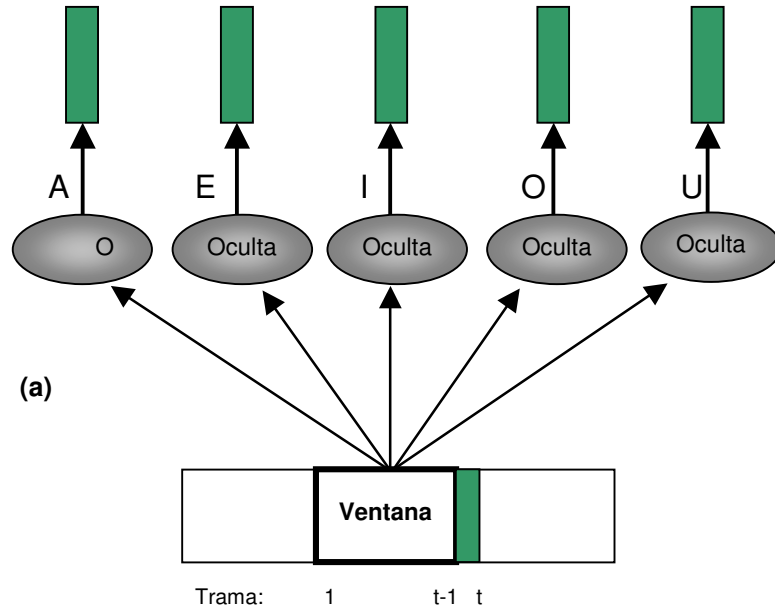 A E I O U
O Oculta Oculta Oculta Oculta
(a)
Ventana
Trama: 1 t-1 t